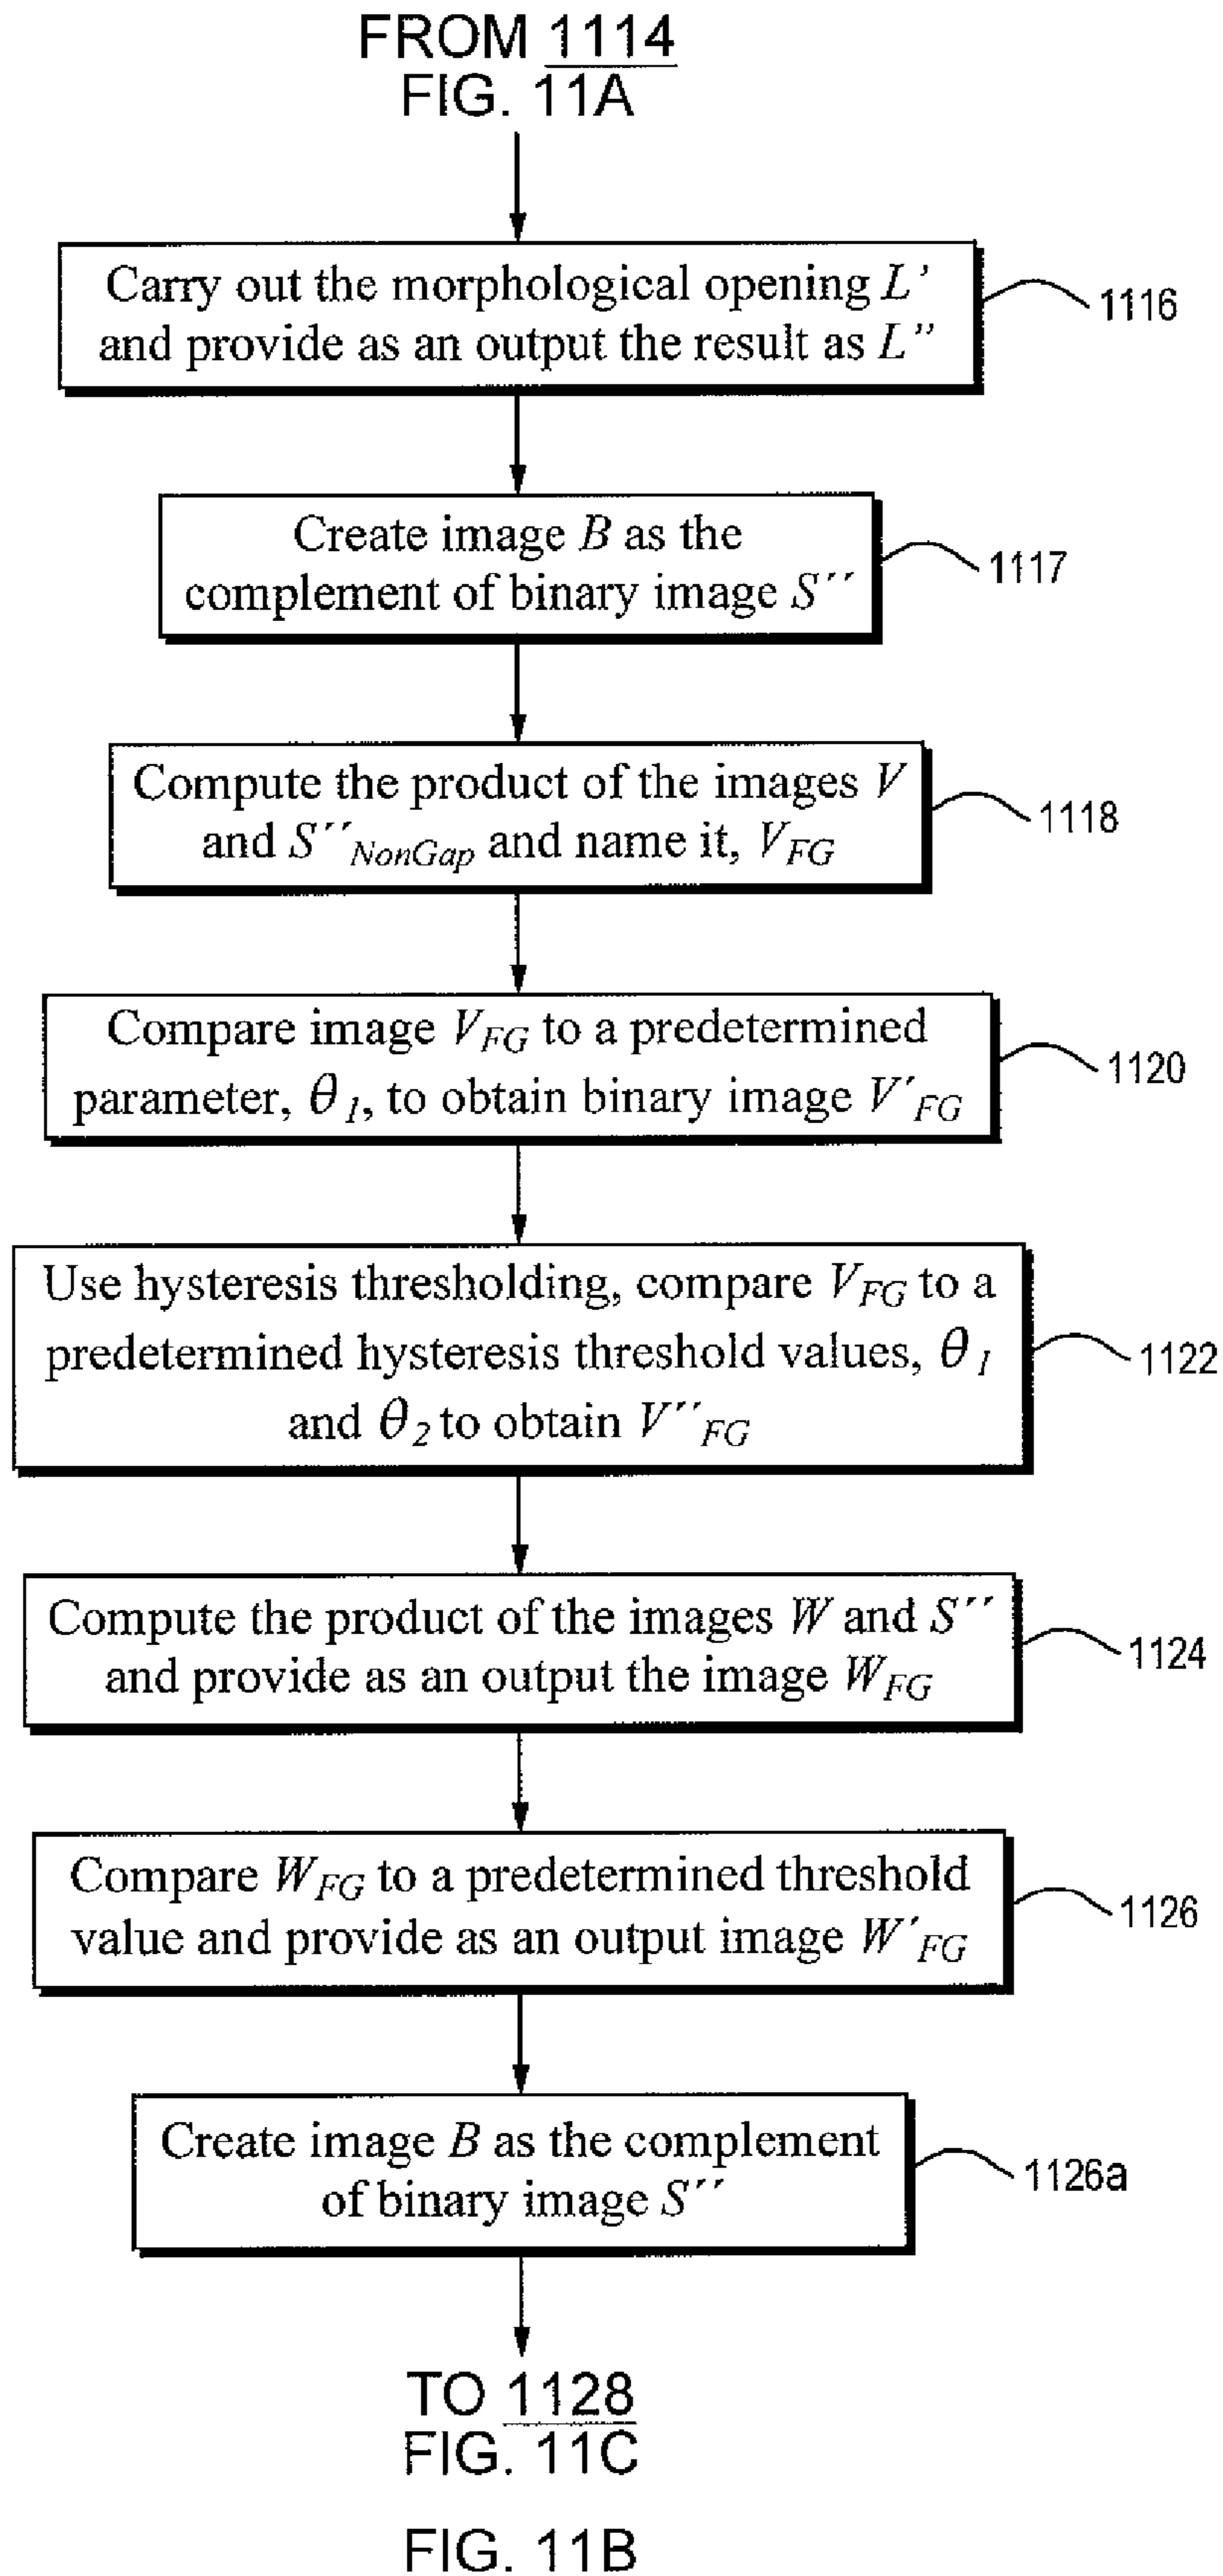 FROM 1114
FIG. 11A
Carry out the morphological opening L’
and provide as an output the result as L”
1116
Create image B as the
complement of binary image S´´
1117
Compute the product of the images V
and S´´NonGap and name it, VFG
1118
Compare image VFG to a predetermined
parameter, θ1, to obtain binary image V´FG
1120
Use hysteresis thresholding, compare VFG to a
predetermined hysteresis threshold values, θ1
and θ2 to obtain V´´FG
1122
Compute the product of the images W and S´´
and provide as an output the image WFG
1124
Compare WFG to a predetermined threshold
value and provide as an output image W´FG
1126
Create image B as the complement
of binary image S´´
1126a
TO 1128
FIG. 11C
FIG. 11B